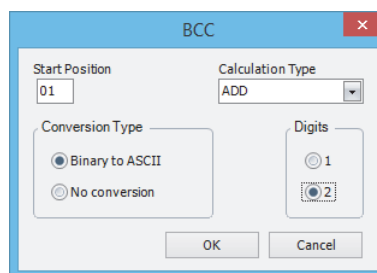 BCC
Start Position
Calculation Type
01
ADD
Conversion Type
Digits
Binary to ASCII
1
No conversion
2
OK
Cancel